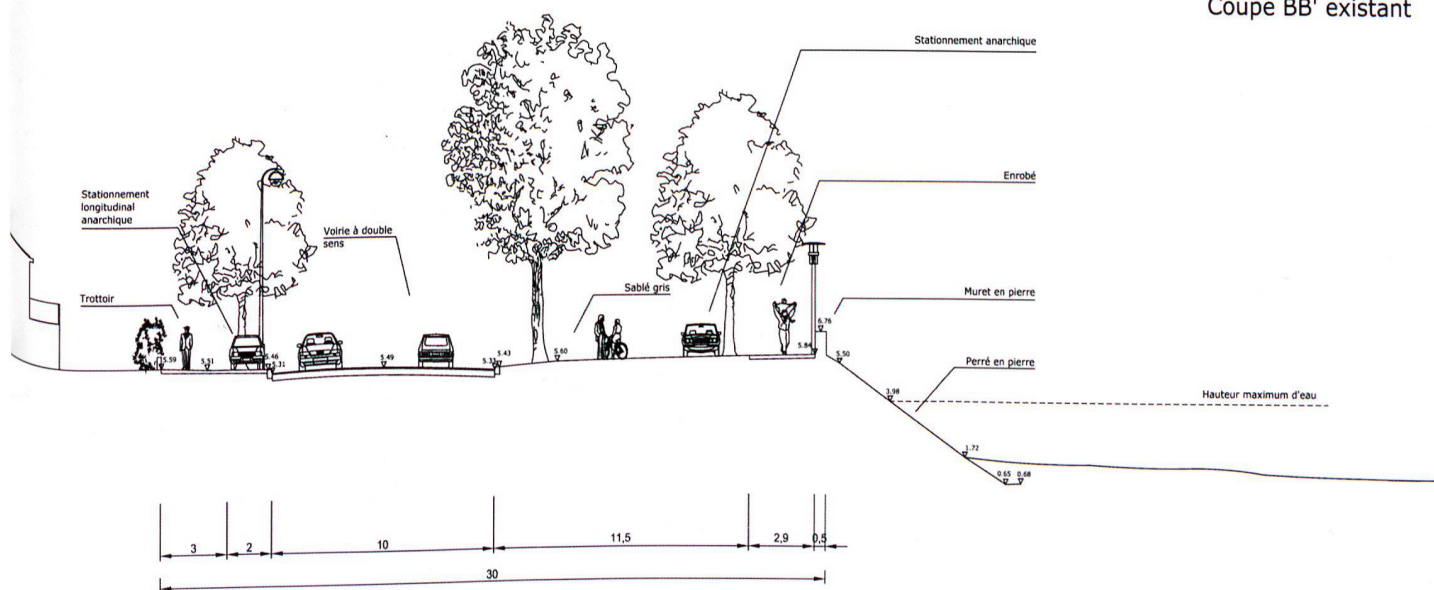 Coupe BB' existant
Stationnement anarchique
Enrobé
Stationnement
longitudinal
anarchique
Voirie à double
sens
Trottoir
Sablé gris
Muret en pierre
Perré en pierre
Hauteur maximum d'eau
5.59
5.51
5.46
5.31
5.49
5.33
5.43
5.60
5.84
6.76
5.50
3.98
1.72
0.65
0.68
3
2
10
11,5
2,9
0,5
30